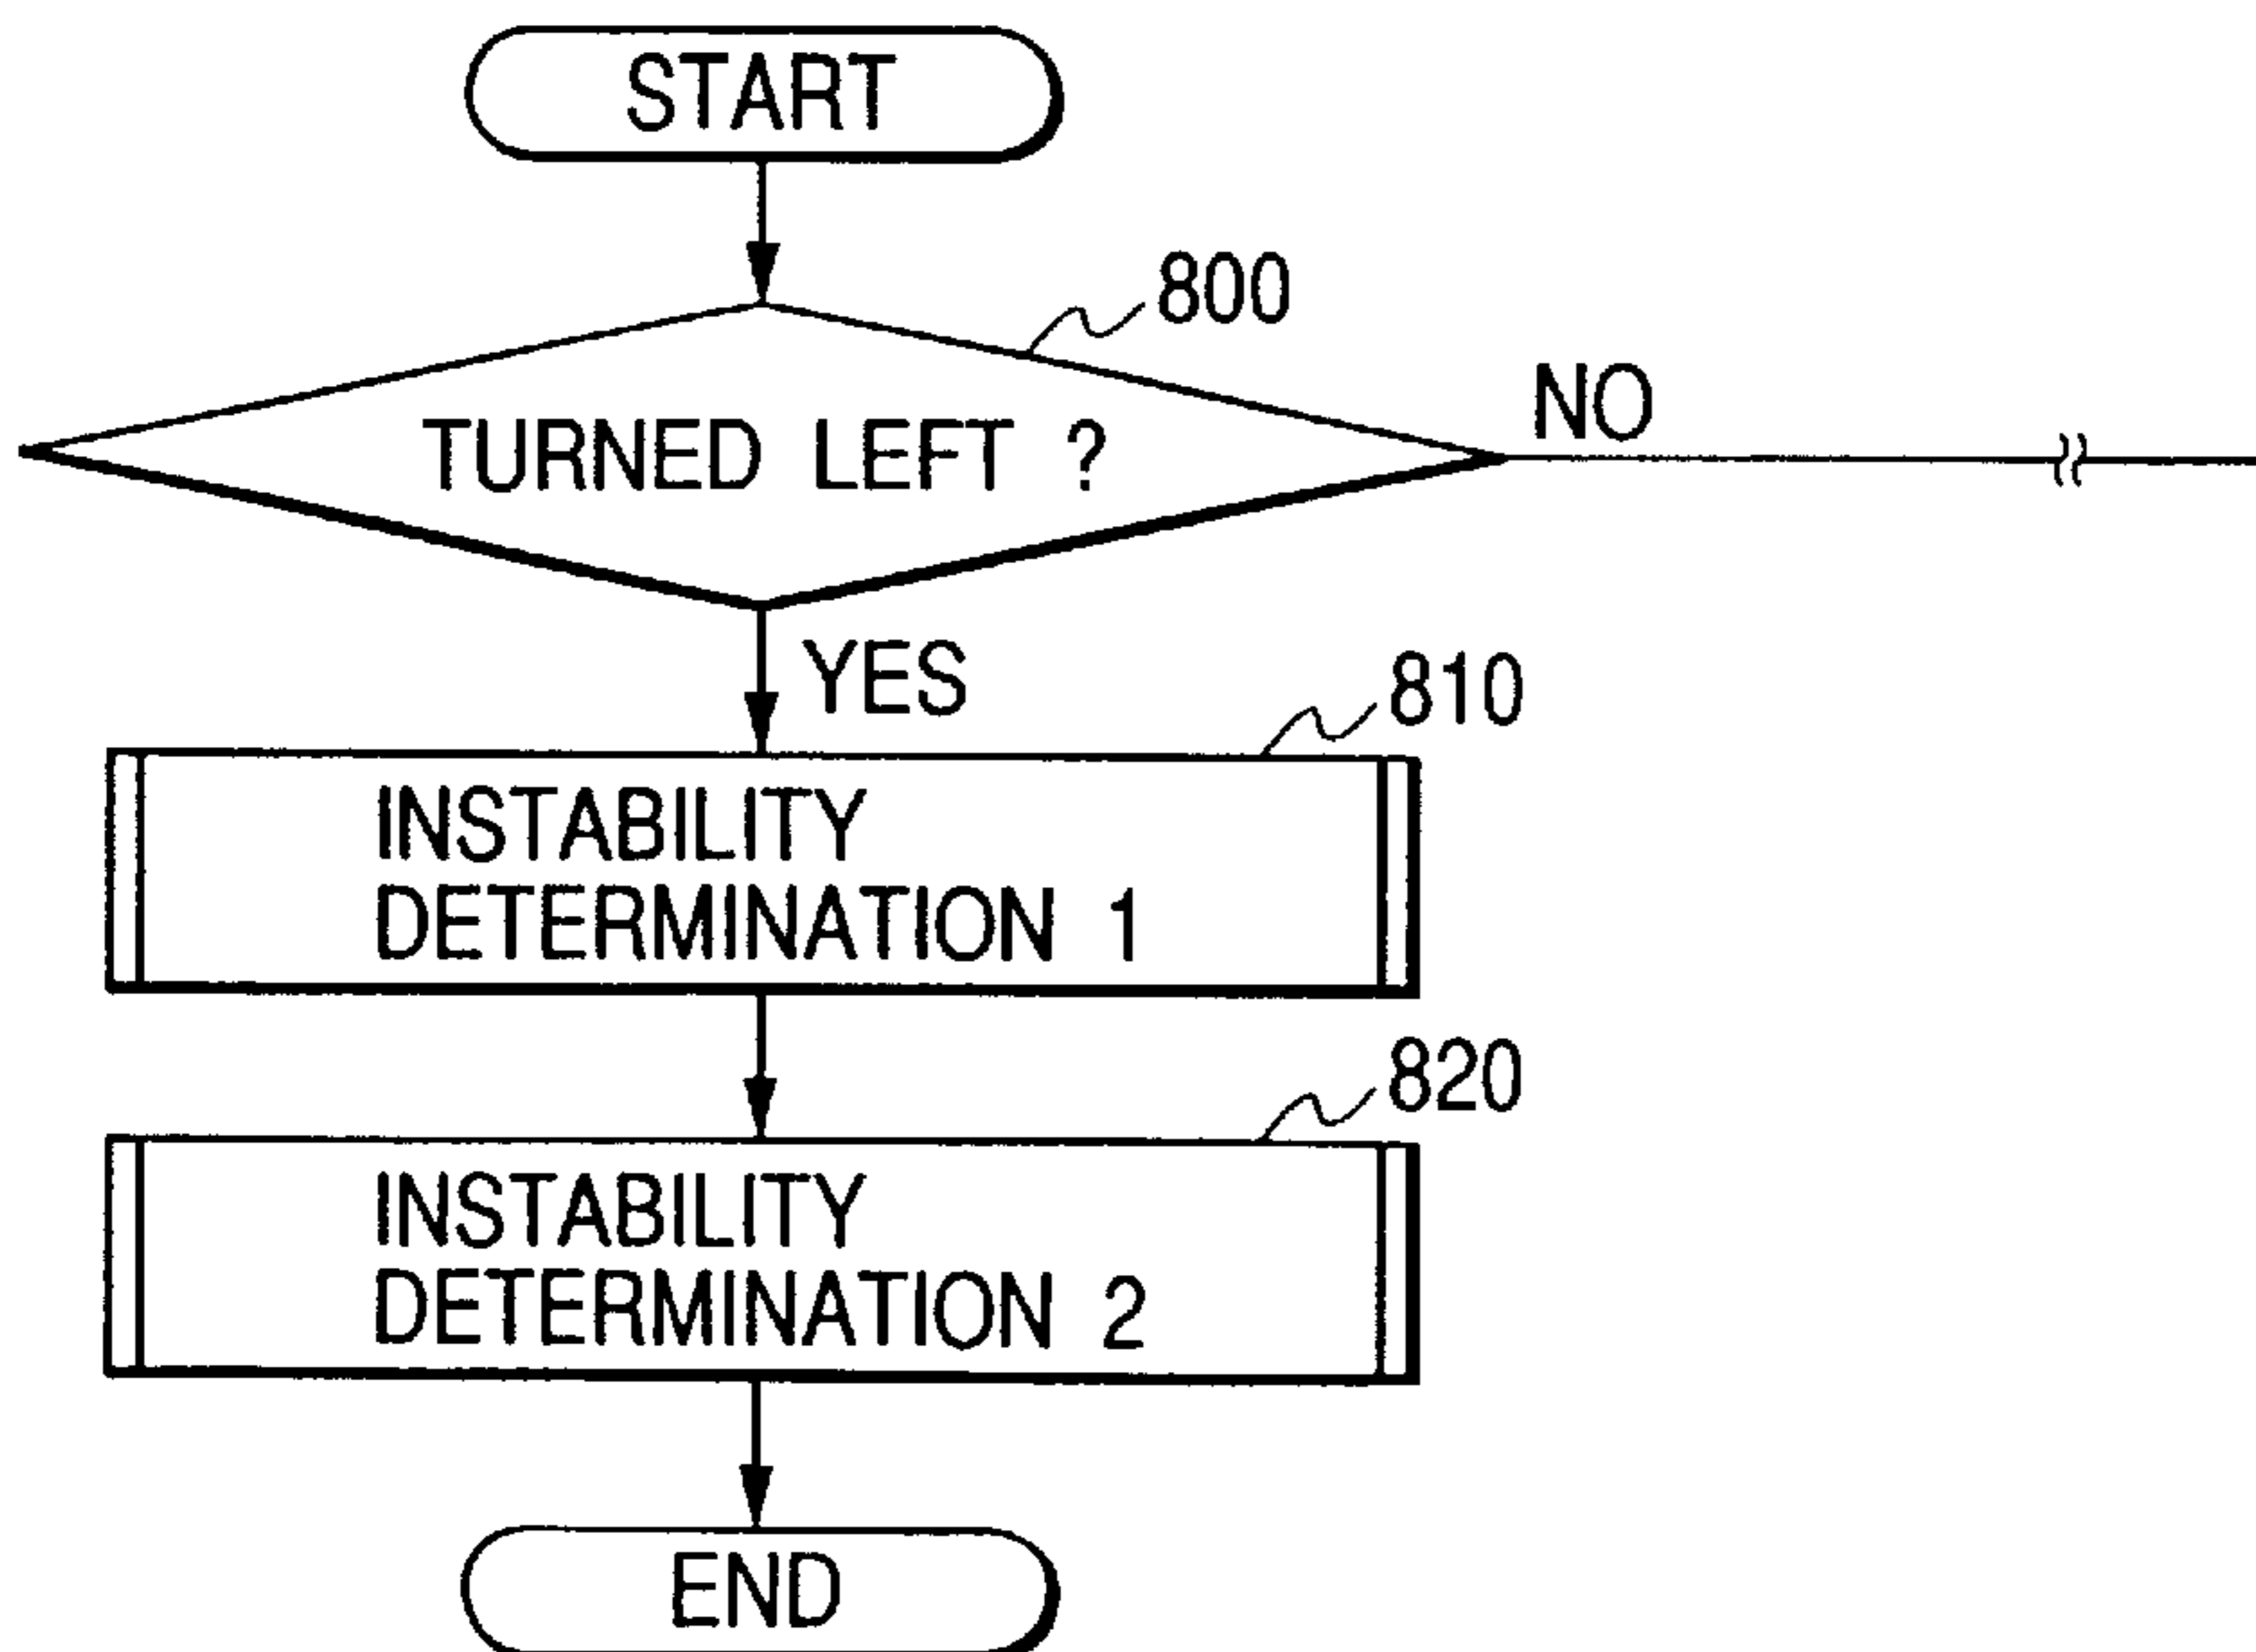 START
800
TURNED LEFT ?
NO
YES
810
INSTABILITY
DETERMINATION 1
820
INSTABILITY
DETERMINATION 2
END